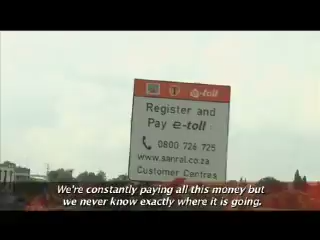 e-toll
Register and
Pay e-toll
0800 726 725
www.sanral.co.za
Customer Centres
We're constantly paying all this money but
we never know exactly where it is going.